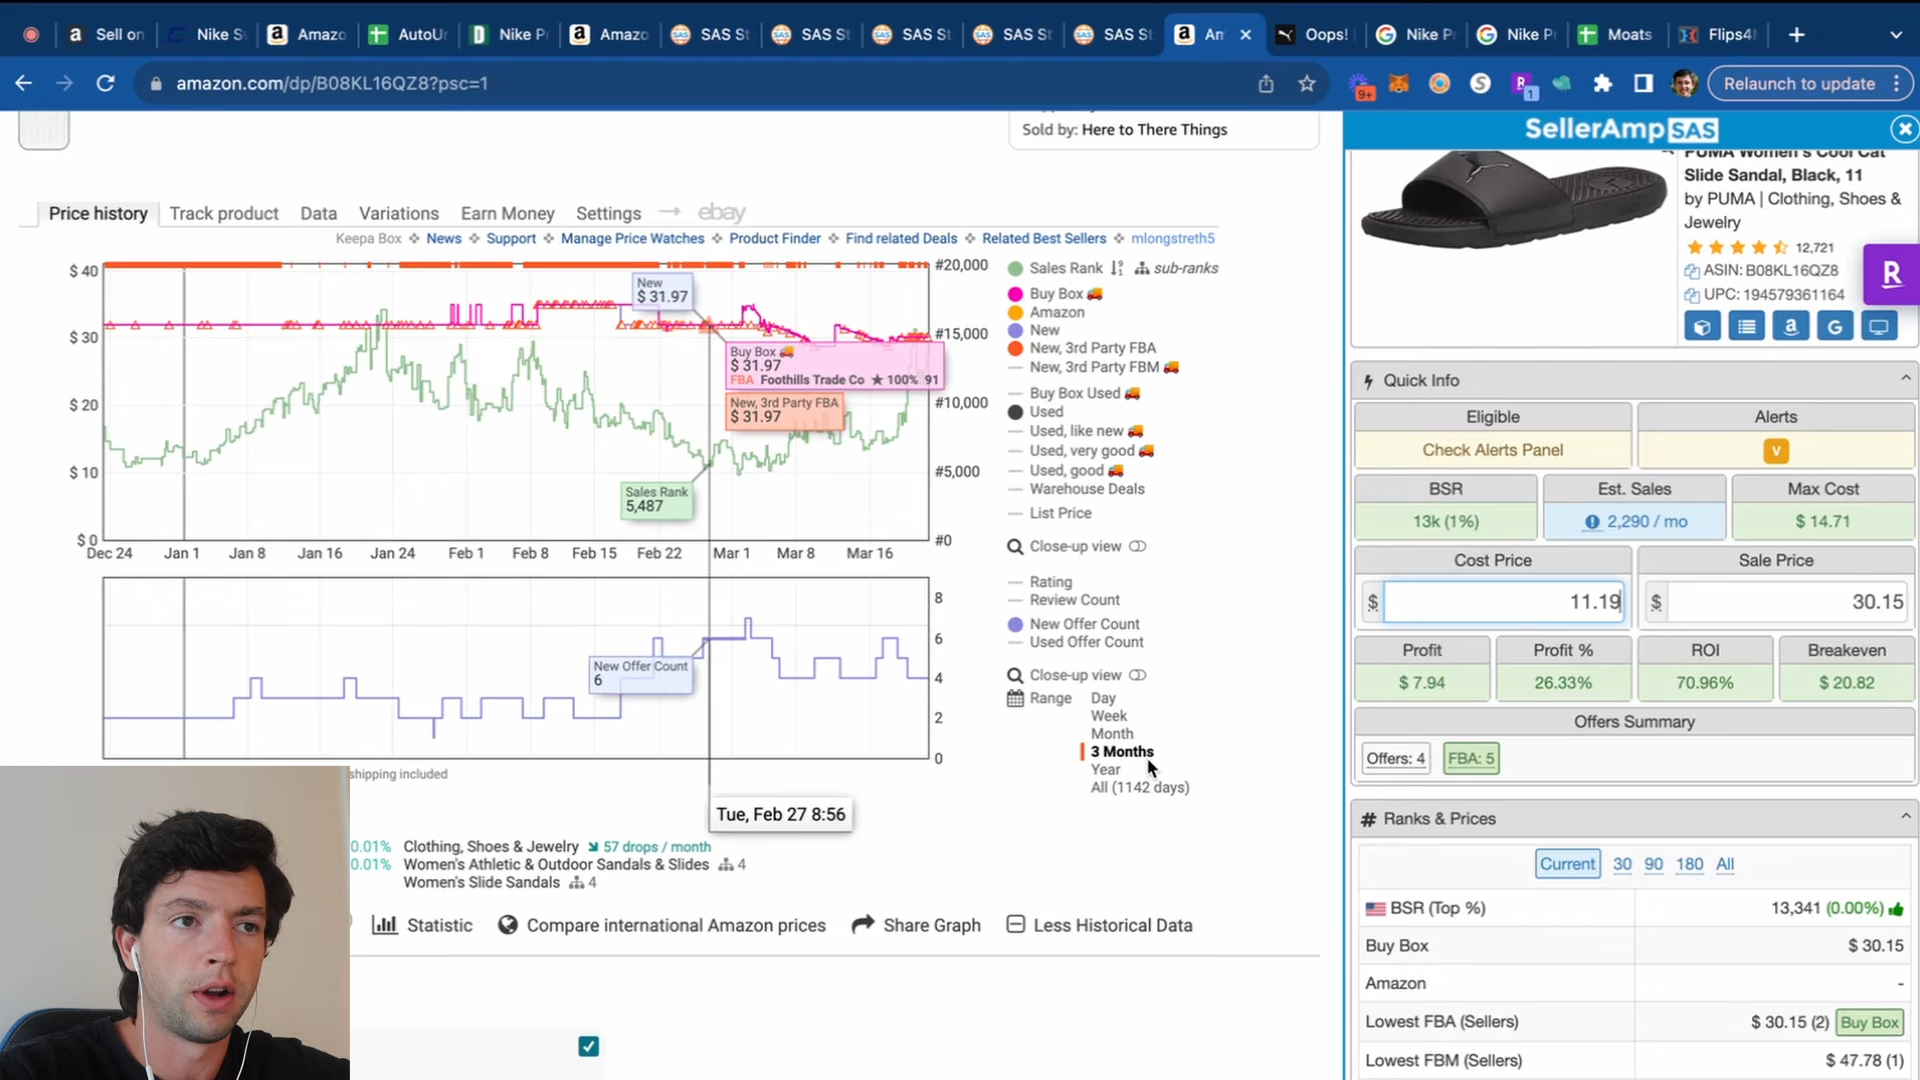 Sell on
Nike S
Amazo
AutoUn
Nike Pr
Amazo
SAS St
SAS St
SAS St
SAS St
SAS St
Am
Oops!
Nike P
Nike P
Moats
Flips4
amazon.com/dp/B08KL16QZ8?psc=1
9+
1
Relaunch to update
Sold by: Here to There Things
Price history
Track product
Data
Variations
Earn Money
Settings
ebay
Keepa Box
News
Support
Manage Price Watches
Product Finder
Find related Deals
Related Best Sellers
mlongstreth5
$ 40
$ 30
$ 20
$ 10
$ 0
#20,000
#15,000
#10,000
#5,000
#0
New
$ 31.97
Buy Box
$ 31.97
FBA Foothills Trade Co ★ 100% 91
New, 3rd Party FBA
$ 31.97
Sales Rank
5,487
Dec 24
Jan 1
Jan 8
Jan 16
Jan 24
Feb 1
Feb 8
Feb 15
Feb 22
Mar 1
Mar 8
Mar 16
8
6
4
2
0
New Offer Count
6
Tue, Feb 27 8:56
shipping included
Sales Rank
sub-ranks
Buy Box
Amazon
New
New, 3rd Party FBA
New, 3rd Party FBM
Buy Box Used
Used
Used, like new
Used, very good
Used, good
Warehouse Deals
List Price
Close-up view
Rating
Review Count
New Offer Count
Used Offer Count
Close-up view
Range
Day
Week
Month
3 Months
Year
All (1142 days)
0.01% Clothing, Shoes & Jewelry 57 drops / month
0.01% Women's Athletic & Outdoor Sandals & Slides 4
Women's Slide Sandals 4
Statistic
Compare international Amazon prices
Share Graph
Less Historical Data
SellerAmp SAS
PUMA Women's Cool Cat
Slide Sandal, Black, 11
by PUMA | Clothing, Shoes &
Jewelry
12,721
ASIN: B08KL16QZ8
UPC: 194579361164
R
Quick Info
Eligible
Alerts
Check Alerts Panel
V
BSR
Est. Sales
Max Cost
13k (1%)
2,290 / mo
$ 14.71
Cost Price
Sale Price
$ 11.19
$ 30.15
Profit
Profit %
ROI
Breakeven
$ 7.94
26.33%
70.96%
$ 20.82
Offers Summary
Offers: 4
FBA: 5
# Ranks & Prices
Current
30
90
180
All
BSR (Top %)
13,341 (0.00%)
Buy Box
$ 30.15
Amazon
-
Lowest FBA (Sellers)
$ 30.15 (2) Buy Box
Lowest FBM (Sellers)
$ 47.78 (1)